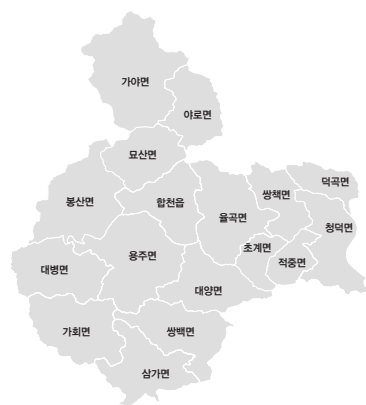 가야면
야로면
묘산면
봉산면
합천읍
율곡면
쌍책면
덕곡면
청덕면
초계면
적중면
용주면
대병면
대양면
가회면
쌍백면
삼가면